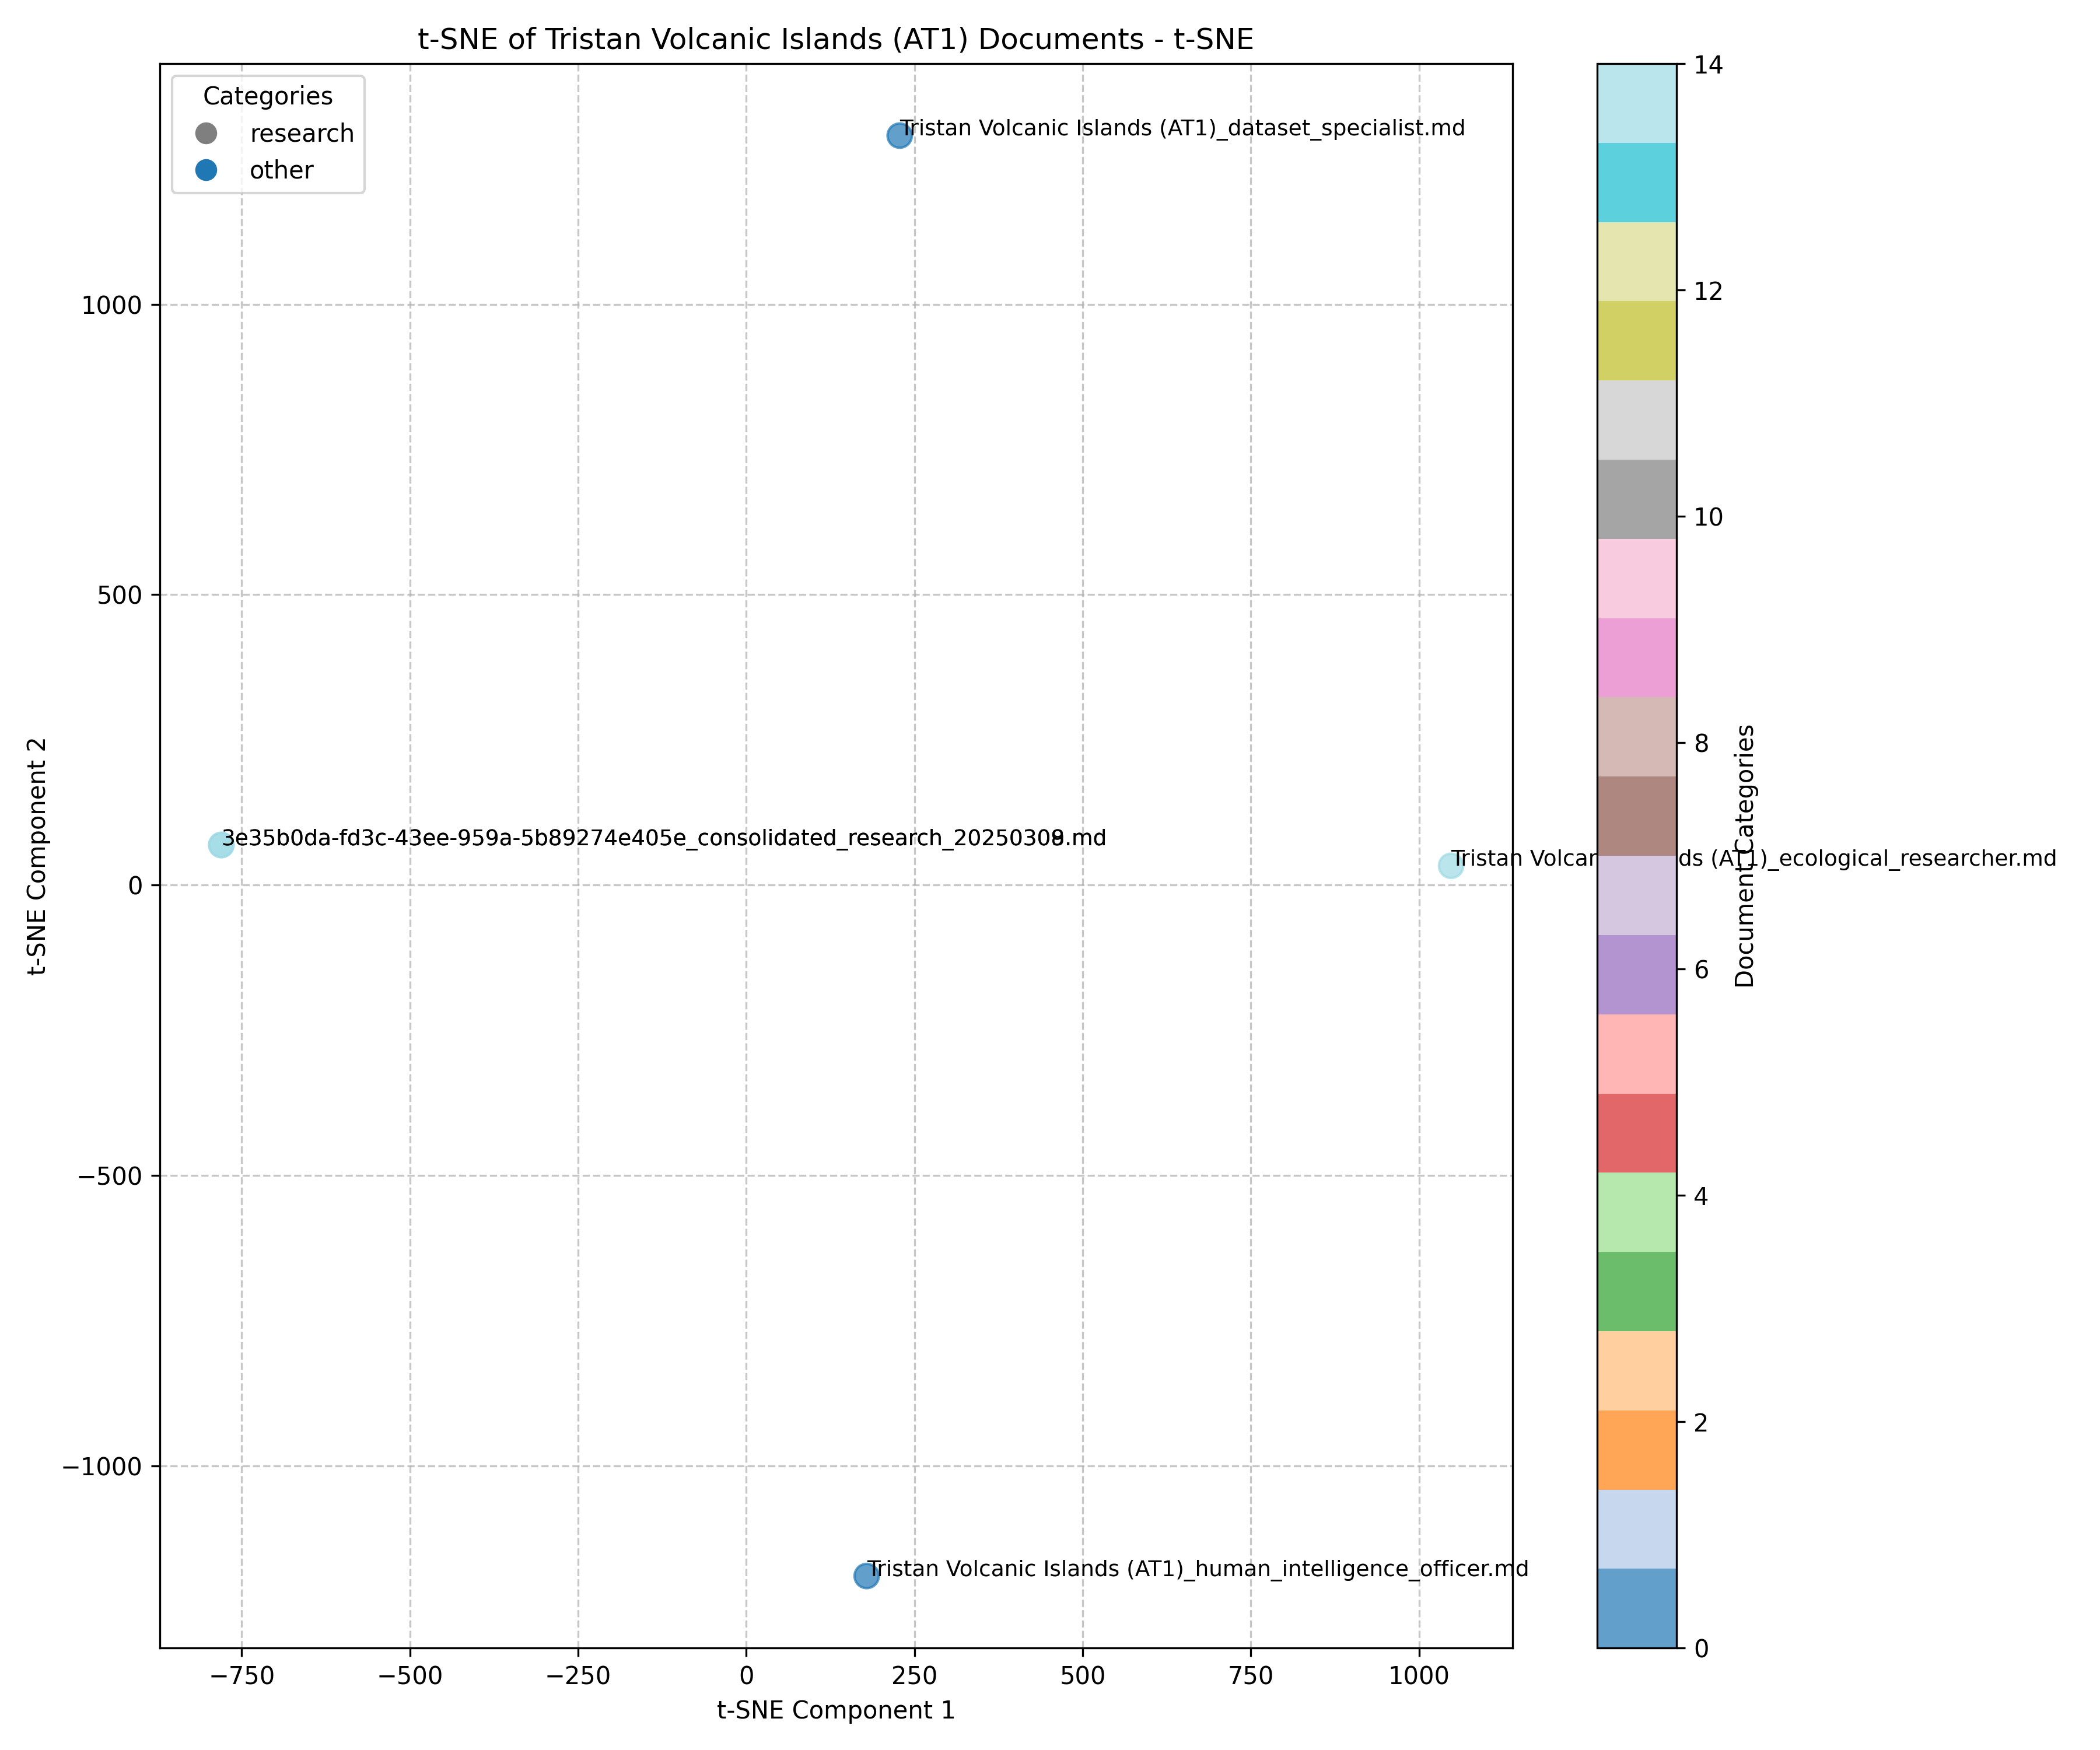 t-SNE of Tristan Volcanic Islands (AT1) Documents - t-SNE
Categories
research
other
Tristan Volcanic Islands (AT1)_dataset_specialist.md
3e35b0da-fd3c-43ee-959a-5b89274e405e_consolidated_research_2025030
.md
Tristan Volcan
ds (AT1)_ecological_researcher.md
Tristan Volcanic Islands (AT1)_human_intelligence_officer.md
1000
500
0
−500
−1000
t-SNE Component 2
−750
−500
−250
0
250
500
750
1000
t-SNE Component 1
14
12
10
8
6
4
2
0
Document Categories